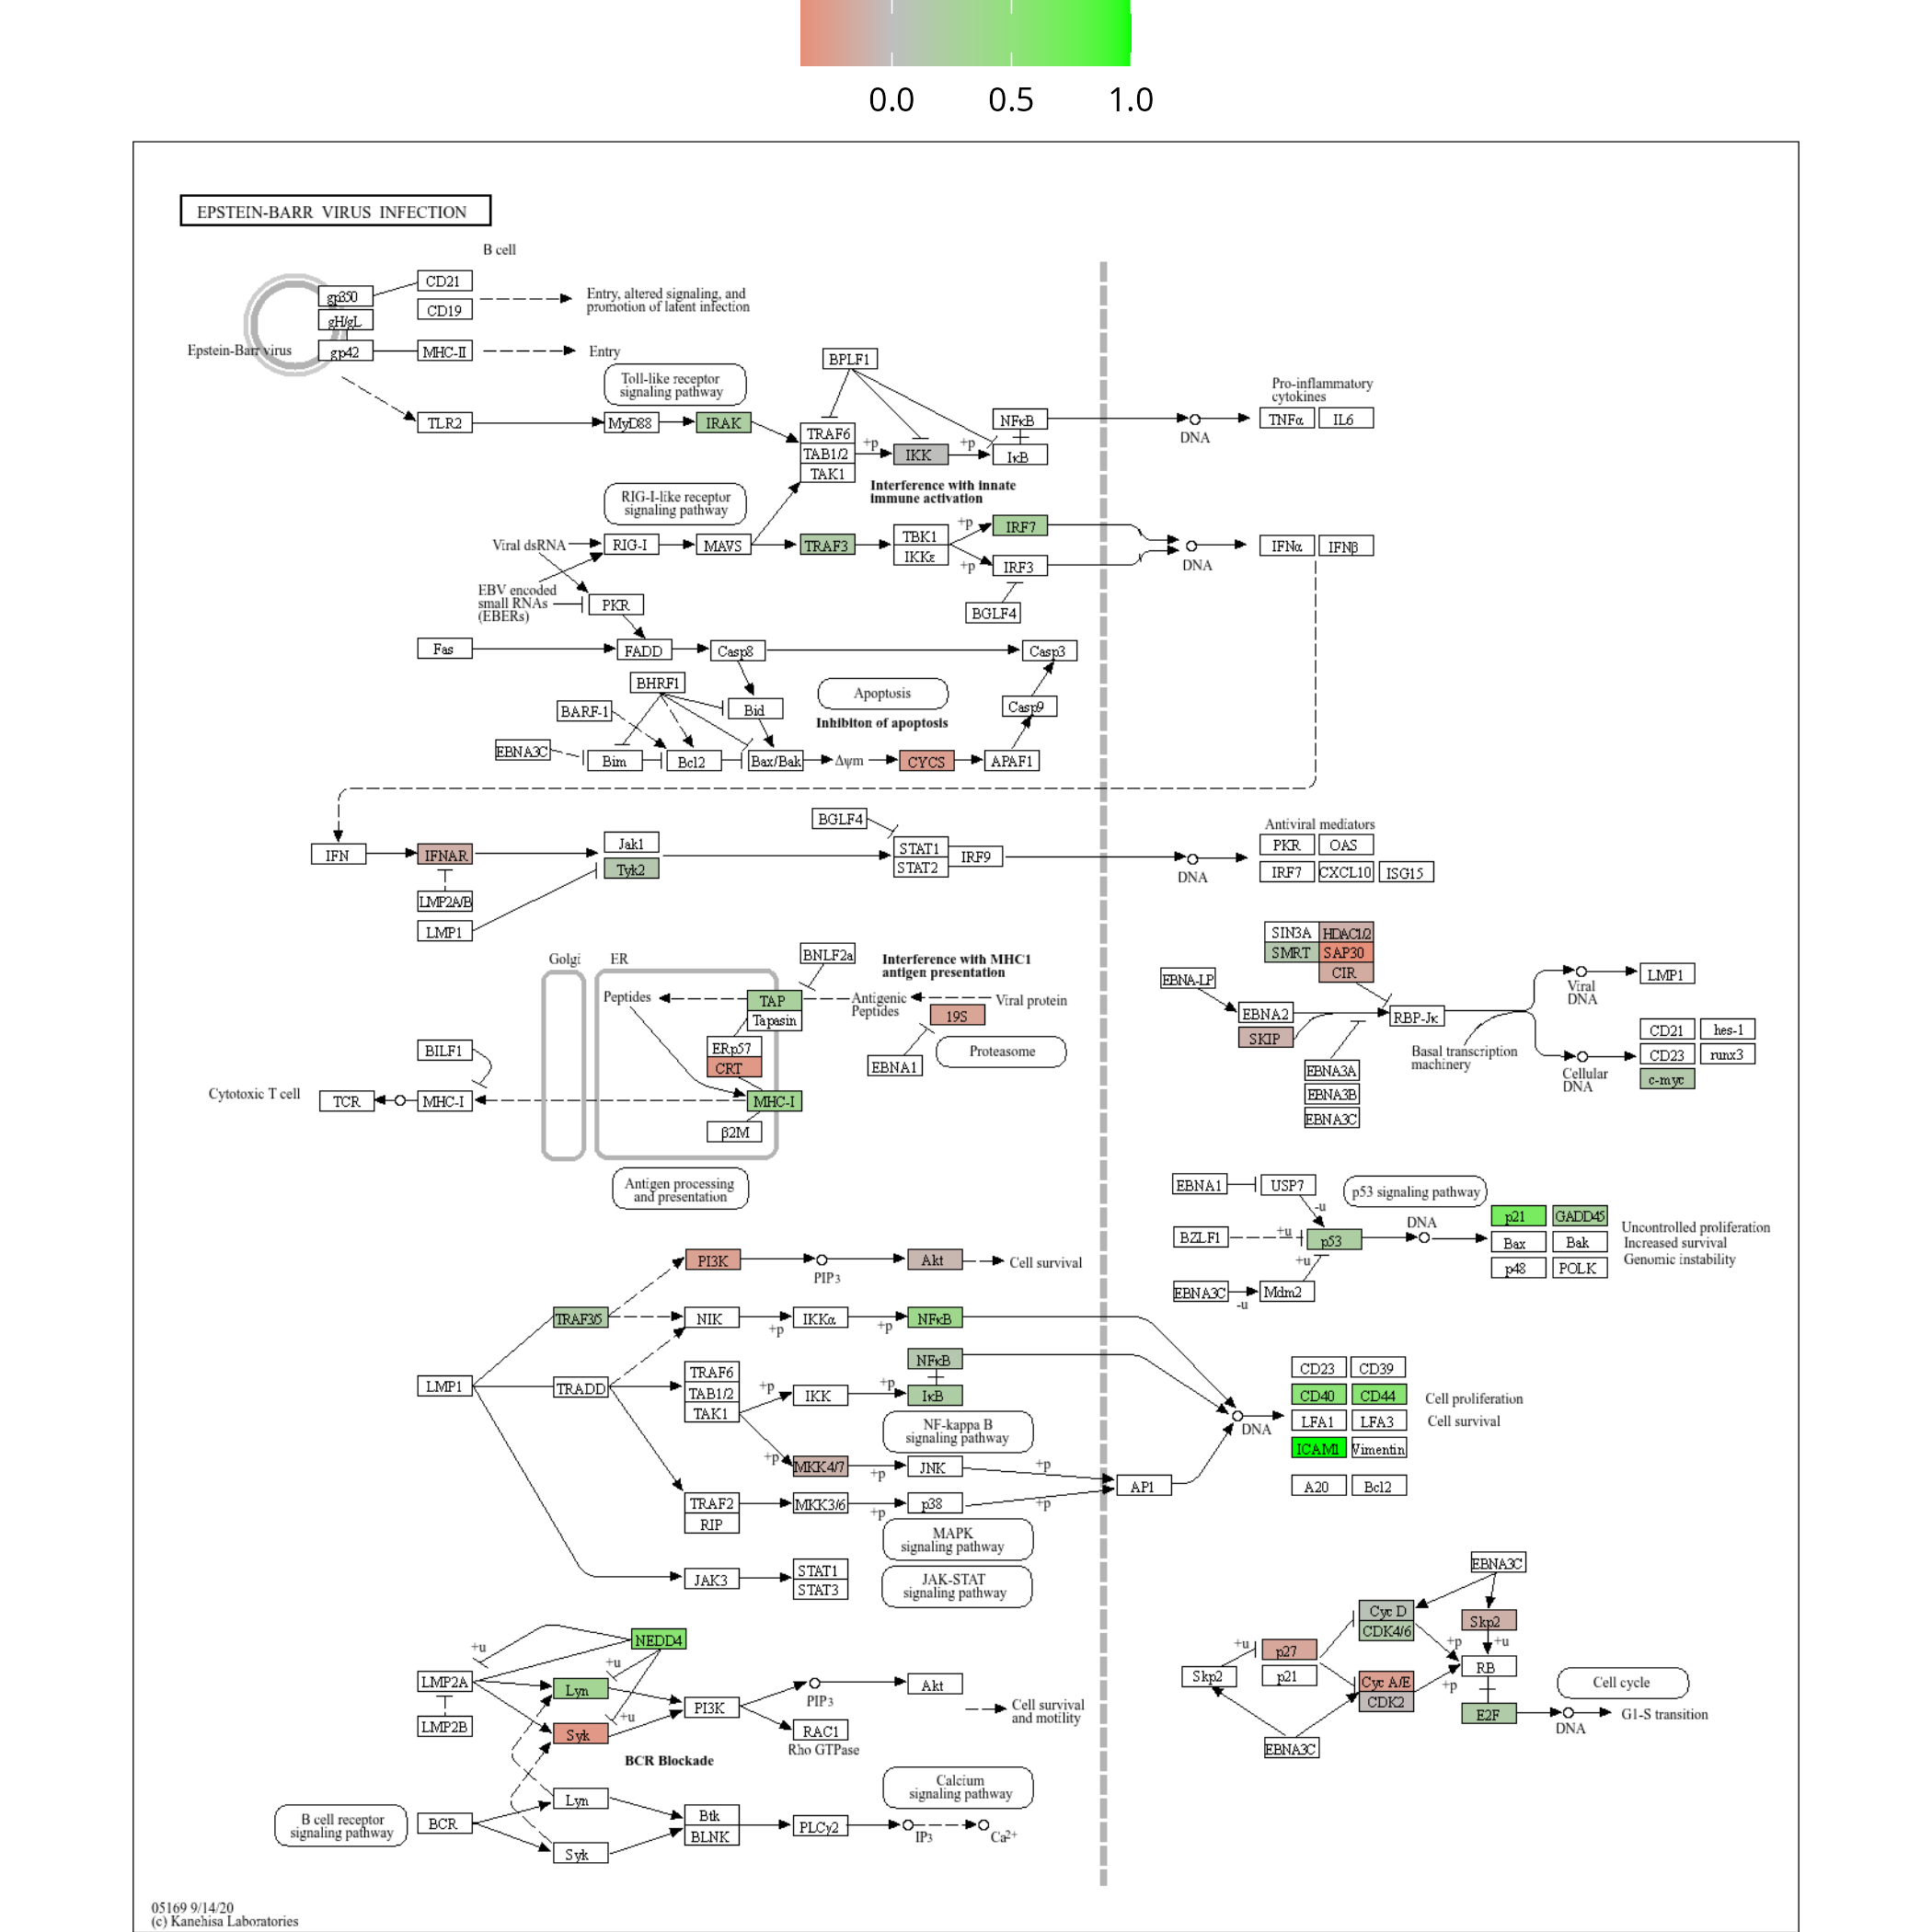 0.0 0.5 1.0
EPSTEIN-BARR VIRUS INFECTION
B cell
gp350
CD21
gH/gL
CD19
Entry, altered signaling, and
promotion of latent infection
Epstein-Barr virus
gp42
MHC-II
Entry
BPLF1
Toll-like receptor
signaling pathway
Pro-inflammatory
cytokines
TLR2
MyD88
IRAK
TRAF6
TAB1/2
TAK1
+p
IKK
+p
NFκB
IκB
DNA
TNFα
IL6
Interference with innate
immune activation
RIG-I-like receptor
signaling pathway
Viral dsRNA
RIG-I
MAVS
TRAF3
TBK1
IKKε
+p
+p
IRF7
IRF3
BGLF4
DNA
IFNα
IFNβ
EBV encoded
small RNAs
(EBERs)
PKR
Fas
FADD
Casp8
Casp3
BHRF1
BARF-1
Bid
Apoptosis
Inhibiton of apoptosis
Casp9
EBNA3C
Bim
Bcl2
Bax/Bak
Δψm
CYCS
APAF1
BGLF4
IFN
IFNAR
Jak1
Tyk2
STAT1
STAT2
IRF9
DNA
Antiviral mediators
PKR
OAS
IRF7
CXCL10
ISG15
LMP2A/B
LMP1
Golgi
ER
BNLF2a
Interference with MHC1
antigen presentation
Peptides
TAP
Tapasin
Antigenic
Peptides
Viral protein
19S
ERp57
CRT
EBNA1
Proteasome
BILF1
Cytotoxic T cell
TCR
MHC-I
MHC-I
β2M
Antigen processing
and presentation
SIN3A
HDAC1/2
SMRT
SAP30
CIR
EBNA-LP
EBNA2
SKIP
RBP-Jκ
EBNA3A
EBNA3B
EBNA3C
Basal transcription
machinery
Viral
DNA
LMP1
Cellular
DNA
CD21
hes-1
CD23
runx3
c-myc
EBNA1
USP7
p53 signaling pathway
-u
BZLF1
+u
p53
DNA
+u
EBNA3C
-u
Mdm2
p21
GADD45
Bax
Bak
p48
POLK
Uncontrolled proliferation
Increased survival
Genomic instability
PI3K
PIP3
Akt
Cell survival
TRAF3/5
NIK
+p
IKKα
+p
NFκB
LMP1
TRADD
TRAF6
TAB1/2
TAK1
+p
IKK
+p
NFκB
IκB
NF-kappa B
signaling pathway
+p
MKK4/7
+p
JNK
+p
TRAF2
RIP
MKK3/6
+p
p38
+p
AP1
MAPK
signaling pathway
JAK3
STAT1
STAT3
JAK-STAT
signaling pathway
DNA
CD23
CD39
CD40
CD44
LFA1
LFA3
ICAM1
Vimentin
A20
Bcl2
Cell proliferation
Cell survival
NEDD4
+u
+u
+u
LMP2A
LMP2B
Lyn
Syk
PI3K
PIP3
Akt
RAC1
Rho GTPase
Cell survival
and motility
BCR Blockade
B cell receptor
signaling pathway
BCR
Lyn
Syk
Btk
BLNK
PLCγ2
IP3
Ca2+
Calcium
signaling pathway
EBNA3C
Cyc D
CDK4/6
Skp2
+u
+u
p27
p21
+p
RB
Skp2
Cyc A/E
CDK2
+p
E2F
DNA
Cell cycle
G1-S transition
EBNA3C
05169 9/14/20
(c) Kanehisa Laboratories